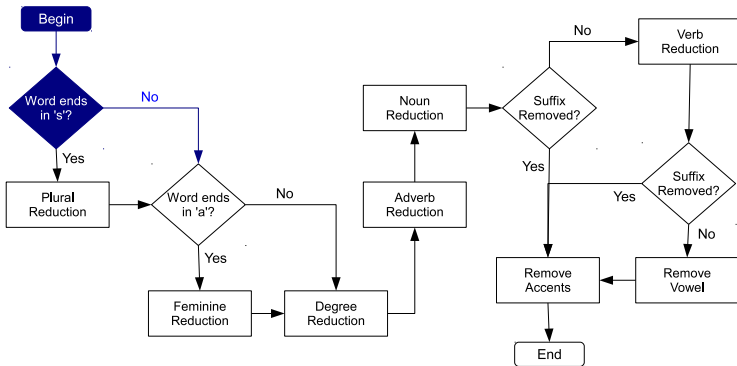 Begin
Word ends
in 's'?
No
Yes
Plural
Reduction
Word ends
in 'a'?
No
Yes
Feminine
Reduction
Degree
Reduction
Adverb
Reduction
Noun
Reduction
Suffix
Removed?
No
Yes
Verb
Reduction
Suffix
Removed?
Yes
No
Remove
Vowel
Remove
Accents
End